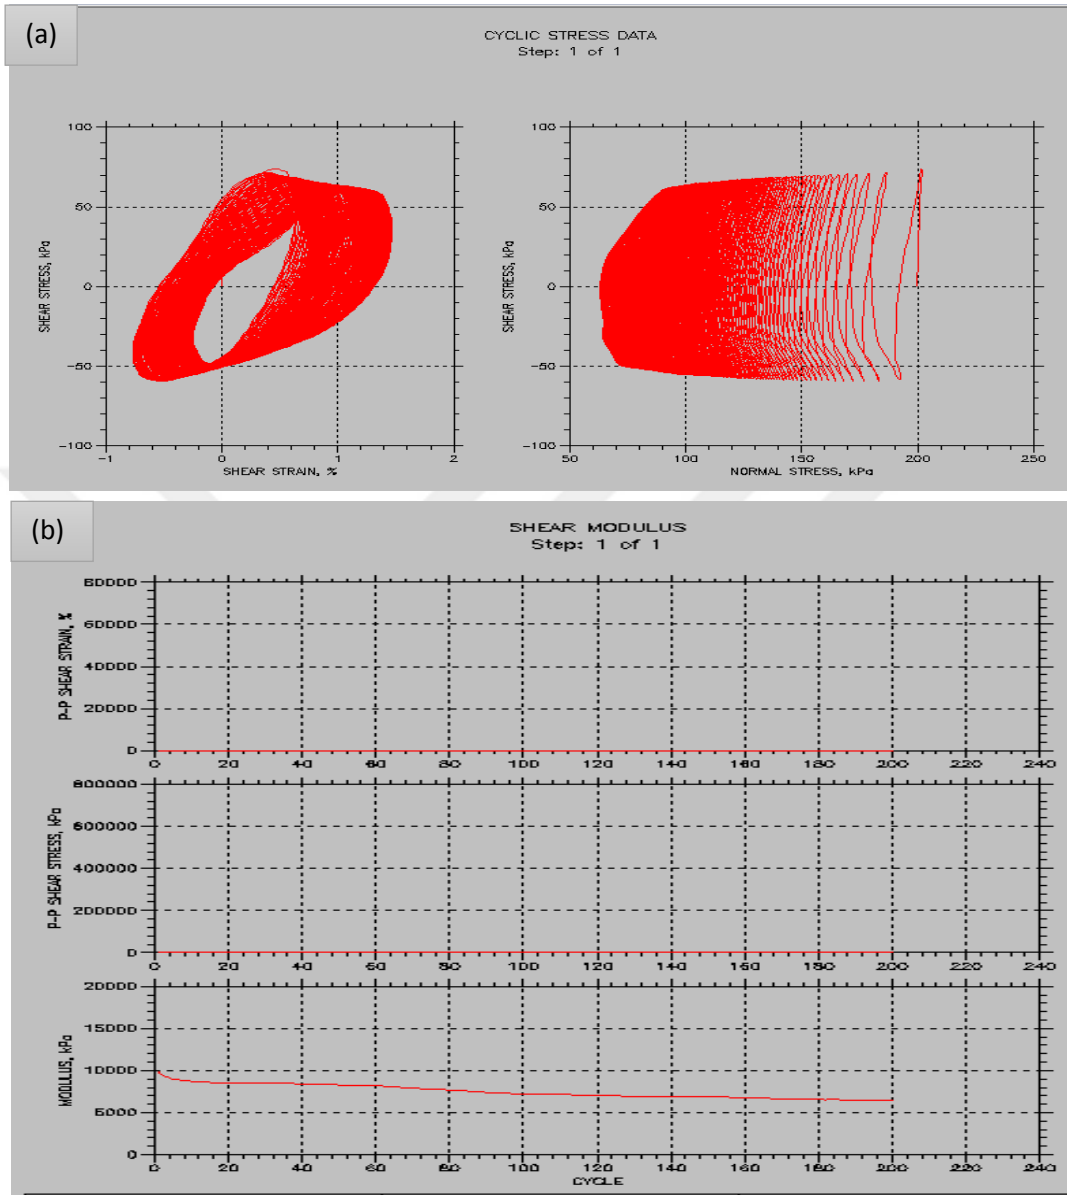 (a)
CYCLIC STRESS DATA
Step: 1 of 1
SHEAR STRESS, kPa
100
50
0
-50
-100
-1 0 1 2
SHEAR STRAIN, %
SHEAR STRESS, kPa
100
50
0
-50
-100
50 100 150 200 250
NORMAL STRESS, kPa
(b)
SHEAR MODULUS
Step: 1 of 1
P-P SHEAR STRAIN, %
80000
60000
40000
20000
0
0 20 40 60 80 100 120 140 160 180 200 220 240
P-P SHEAR STRESS, kPa
800000
600000
400000
200000
0
0 20 40 60 80 100 120 140 160 180 200 220 240
MODULUS, kPa
20000
15000
10000
5000
0
0 20 40 60 80 100 120 140 160 180 200 220 240
CYCLE